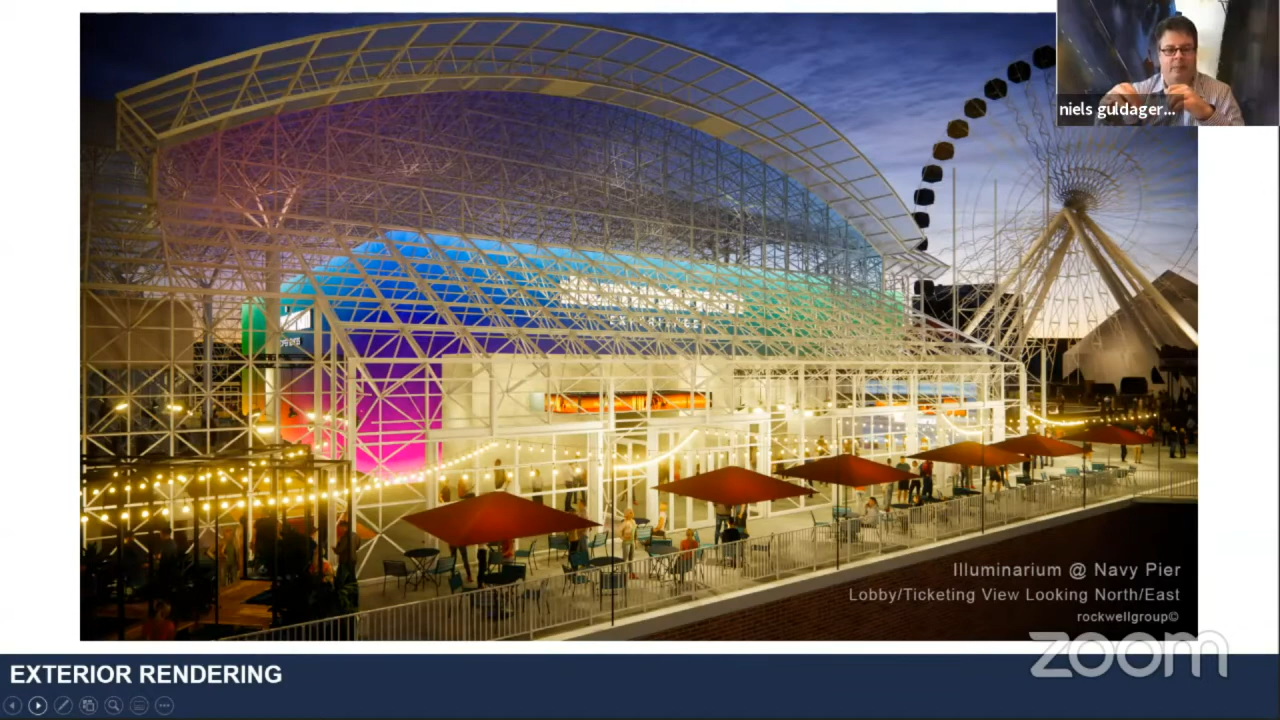 niels guldager...
Illuminarium @ Navy Pier
Lobby/Ticketing View Looking North/East
rockwellgroup©
zoom
EXTERIOR RENDERING